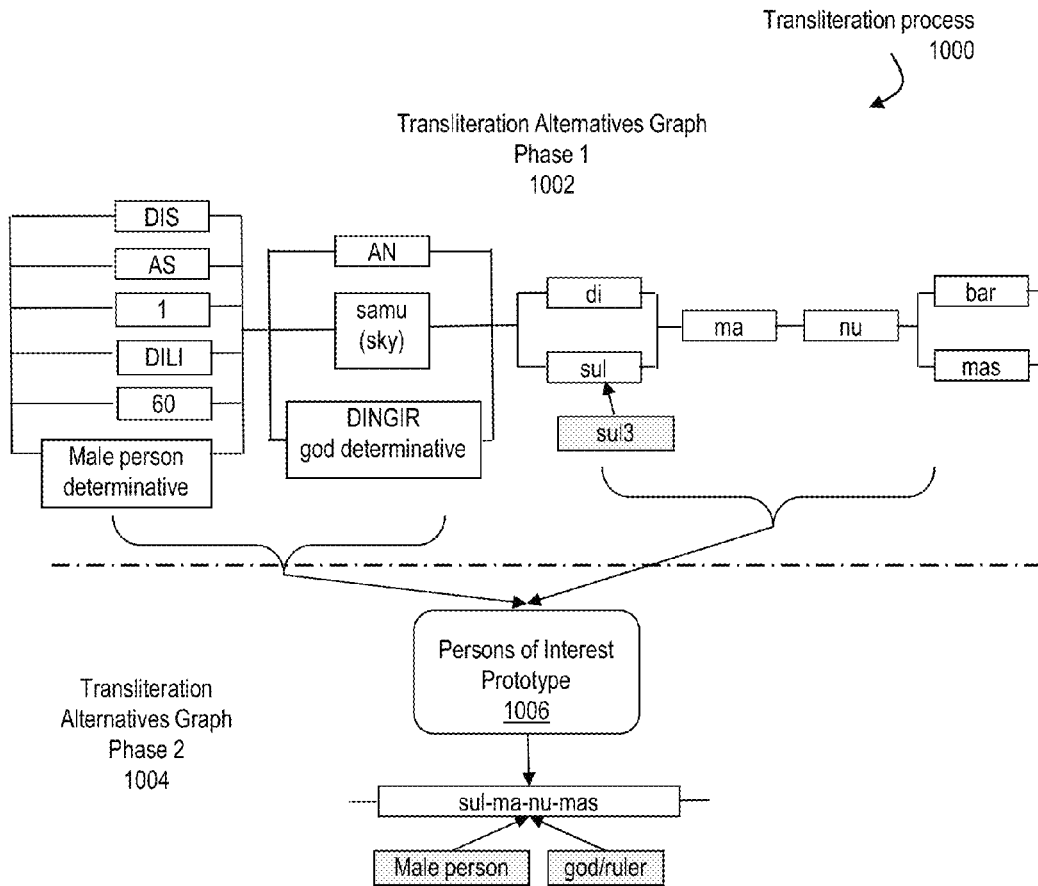 Transliteration process
1000
Transliteration Alternatives Graph
Phase 1
1002
DIS
AS
1
DILI
60
Male person
determinative
AN
samu
(sky)
DINGIR
god determinative
di
sul
sul3
ma
nu
bar
mas
Persons of Interest
Prototype
1006
Transliteration
Alternatives Graph
Phase 2
1004
sul-ma-nu-mas
Male person
god/ruler